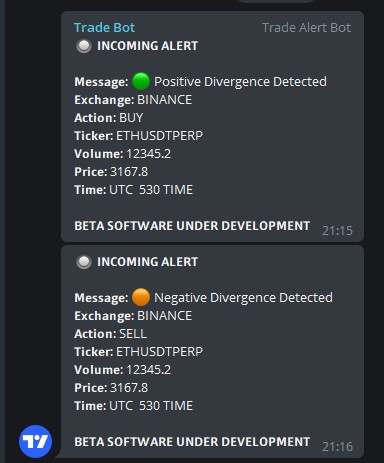 Trade Bot Trade Alert Bot
INCOMING ALERT
Message: Positive Divergence Detected
Exchange: BINANCE
Action: BUY
Ticker: ETHUSDTPERP
Volume: 12345.2
Price: 3167.8
Time: UTC  530 TIME
BETA SOFTWARE UNDER DEVELOPMENT 21:15
INCOMING ALERT
Message: Negative Divergence Detected
Exchange: BINANCE
Action: SELL
Ticker: ETHUSDTPERP
Volume: 12345.2
Price: 3167.8
Time: UTC  530 TIME
BETA SOFTWARE UNDER DEVELOPMENT 21:16